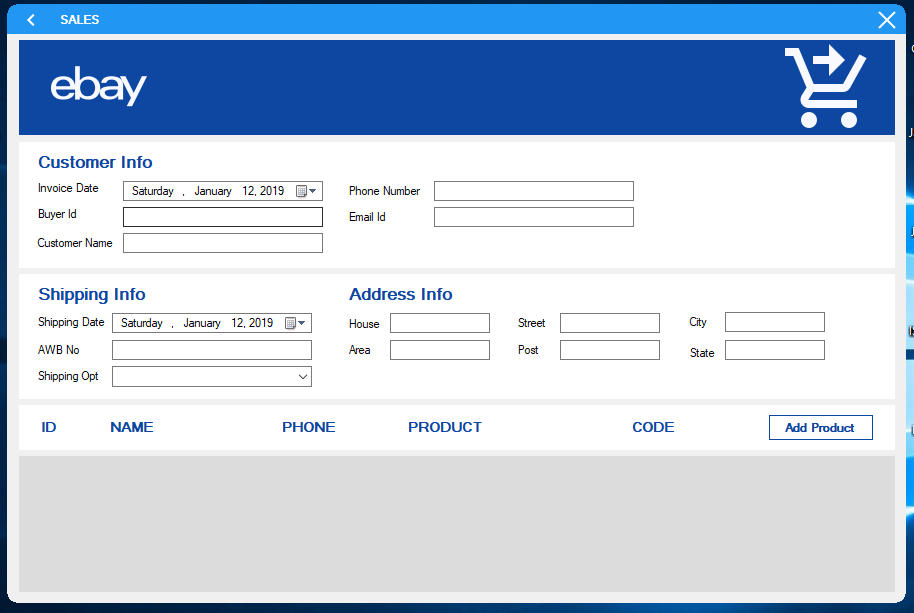 SALES
ebay
Customer Info
Invoice Date Saturday , January 12, 2019 Phone Number
Buyer Id Email Id
Customer Name
Shipping Info Address Info
Shipping Date Saturday , January 12, 2019 House Street City
AWB No Area Post State
Shipping Opt
ID NAME PHONE PRODUCT CODE Add Product